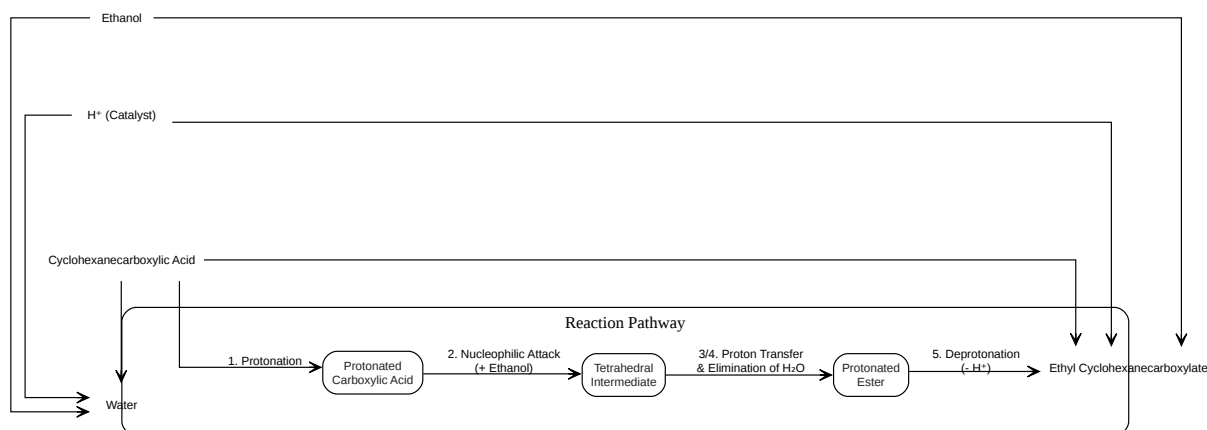 Ethanol
H⁺ (Catalyst)
Cyclohexanecarboxylic Acid
Reaction Pathway
1. Protonation
Protonated
Carboxylic Acid
2. Nucleophilic Attack
(+ Ethanol)
Tetrahedral
Intermediate
3/4. Proton Transfer
& Elimination of H₂O
Protonated
Ester
5. Deprotonation
(- H⁺)
Ethyl Cyclohexanecarboxylate
Water